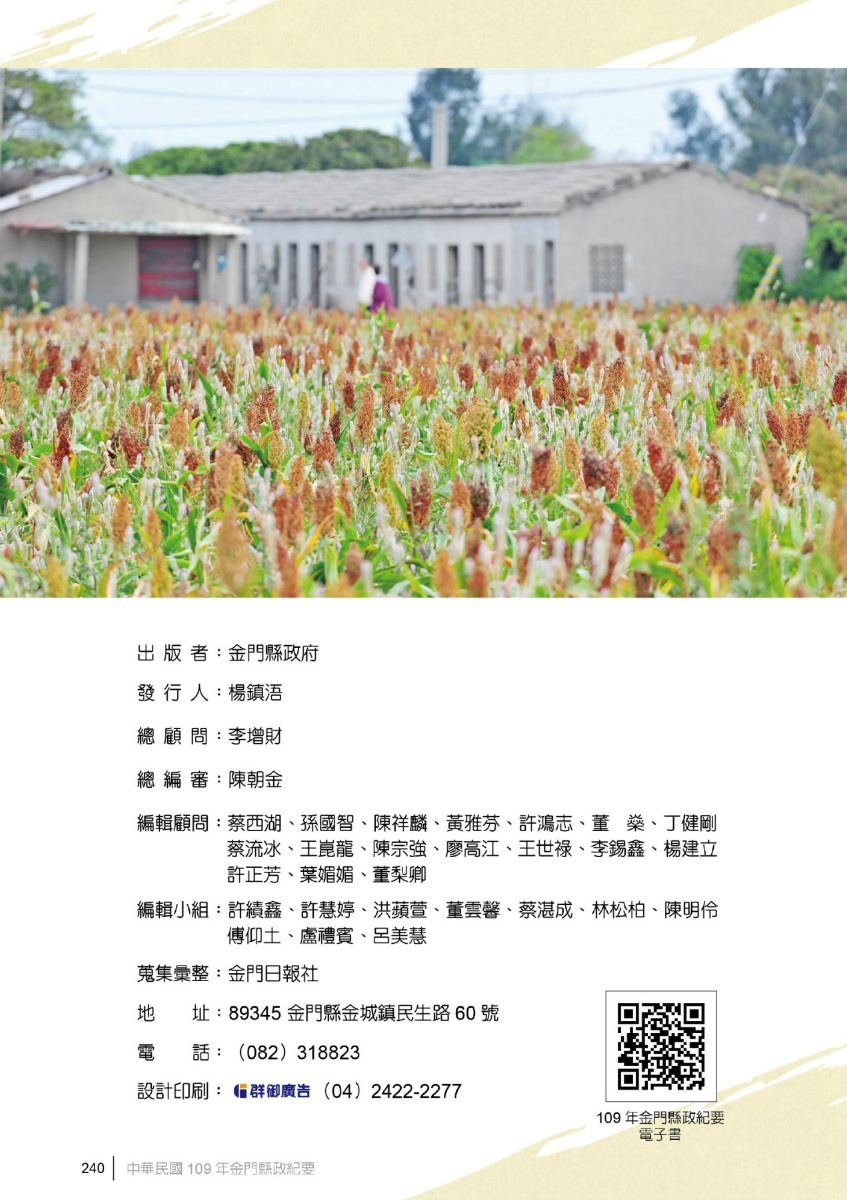 出版者：金門縣政府
發行人：楊鎮浯
總顧問：李增財
總編審：陳朝金
編輯顧問：蔡西湖、孫國智、陳祥麟、黃雅芬、許鴻志、董　燊、丁健剛
蔡流冰、王崑龍、陳宗強、廖高江、王世祿、李錫鑫、楊建立
許正芳、葉媚媚、董梨卿
編輯小組：許績鑫、許慧婷、洪蘋萱、董雲馨、蔡湛成、林松柏、陳明伶
傅仰土、盧禮賓、呂美慧
蒐集彙整：金門日報社
地　　址：89345 金門縣金城鎮民生路 60 號
電　　話：（082）318823
設計印刷：群御廣告（04）2422-2277
109 年金門縣政紀要
電子書
240 中華民國 109 年金門縣政紀要